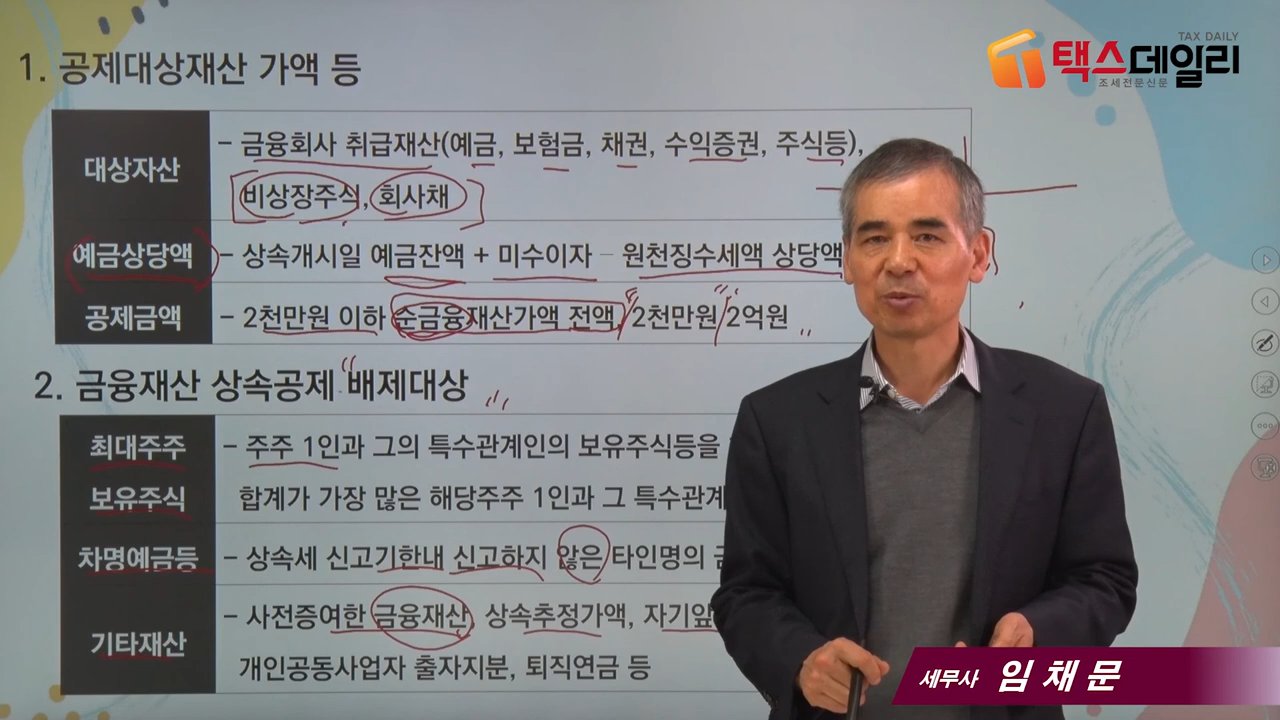 TAX DAILY
택스데일리
조세전문신문
1. 공제대상재산 가액 등
대상자산
- 금융회사 취급재산(예금, 보험금, 채권, 수익증권, 주식등),
비상장주식, 회사채
예금상당액
- 상속개시일 예금잔액 + 미수이자 - 원천징수세액 상당액
공제금액
- 2천만원 이하 순금융재산가액 전액, 2천만원 2억원
2. 금융재산 상속공제 배제대상
최대주주
보유주식
- 주주 1인과 그의 특수관계인의 보유주식등을
합계가 가장 많은 해당주주 1인과 그 특수관계
차명예금등
- 상속세 신고기한내 신고하지 않은 타인명의
기타재산
- 사전증여한 금융재산, 상속추정가액, 자기앞
개인공동사업자 출자지분, 퇴직연금 등
세무사 임채문